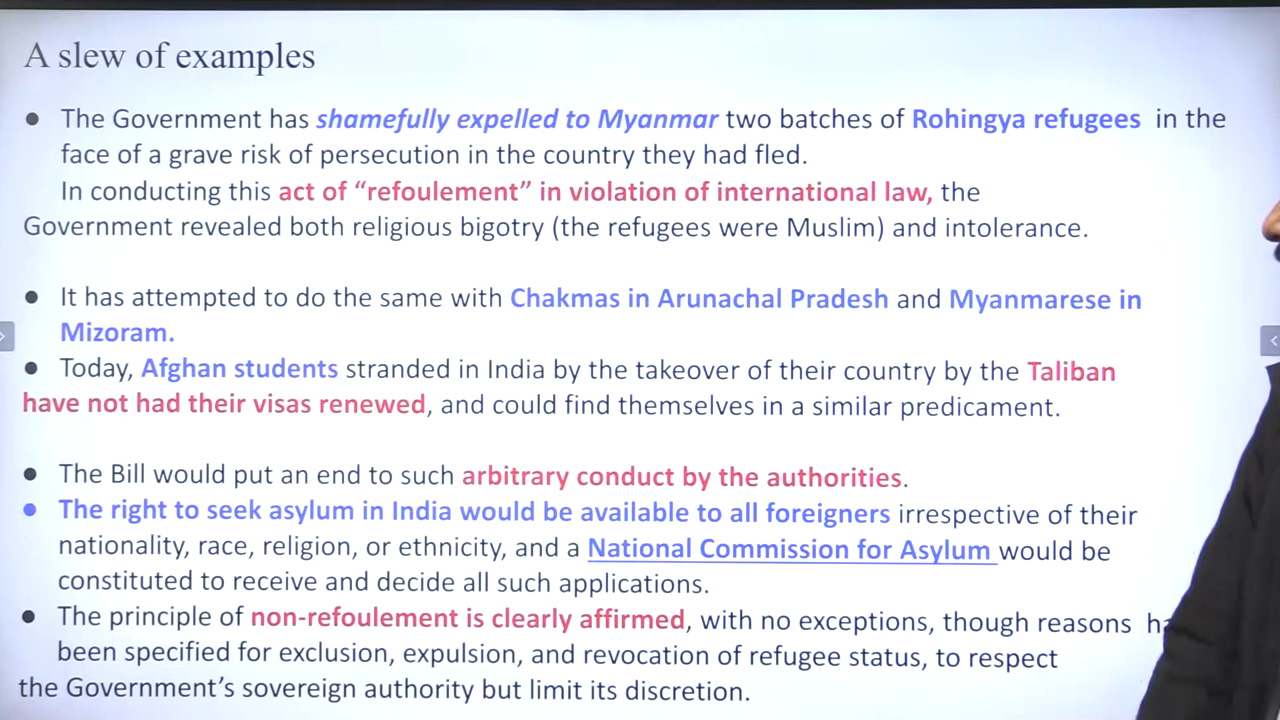 A slew of examples
● The Government has shamefully expelled to Myanmar two batches of Rohingya refugees in the
face of a grave risk of persecution in the country they had fled.
In conducting this act of “refoulement” in violation of international law, the
Government revealed both religious bigotry (the refugees were Muslim) and intolerance.
● It has attempted to do the same with Chakmas in Arunachal Pradesh and Myanmarese in
Mizoram.
● Today, Afghan students stranded in India by the takeover of their country by the Taliban
have not had their visas renewed, and could find themselves in a similar predicament.
● The Bill would put an end to such arbitrary conduct by the authorities.
● The right to seek asylum in India would be available to all foreigners irrespective of their
nationality, race, religion, or ethnicity, and a National Commission for Asylum would be
constituted to receive and decide all such applications.
● The principle of non-refoulement is clearly affirmed, with no exceptions, though reasons
been specified for exclusion, expulsion, and revocation of refugee status, to respect
the Government’s sovereign authority but limit its discretion.